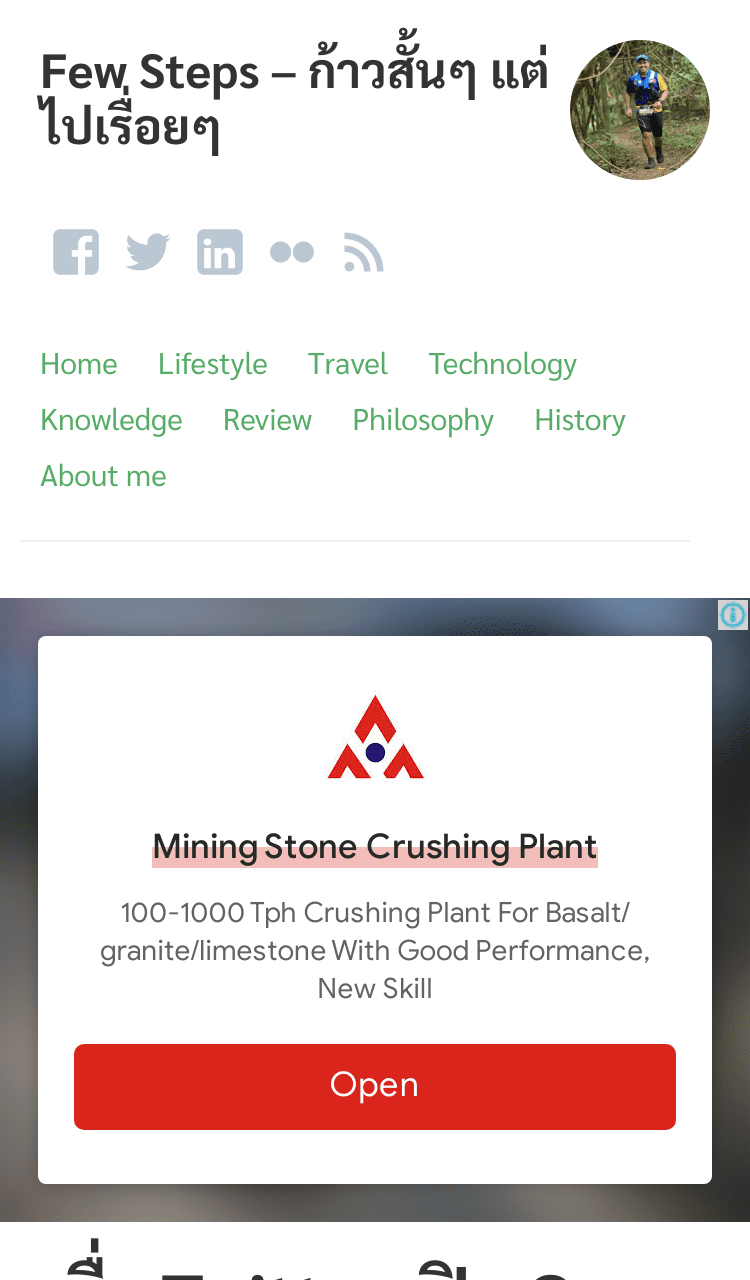 Few Steps – ก้าวสั้นๆ แต่
ไปเรื่อยๆ
Home Lifestyle Travel Technology
Knowledge Review Philosophy History
About me
Mining Stone Crushing Plant
100-1000 Tph Crushing Plant For Basalt/
granite/limestone With Good Performance,
New Skill
Open